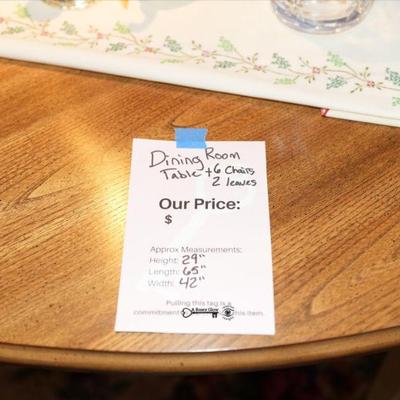 Dining Room
Table + 6 Chairs
2 leaves
Our Price:
$
Approx Measurements:
Height: 29"
Length: 65"
Width: 42"
Pulling this tag is a
commitment this item.